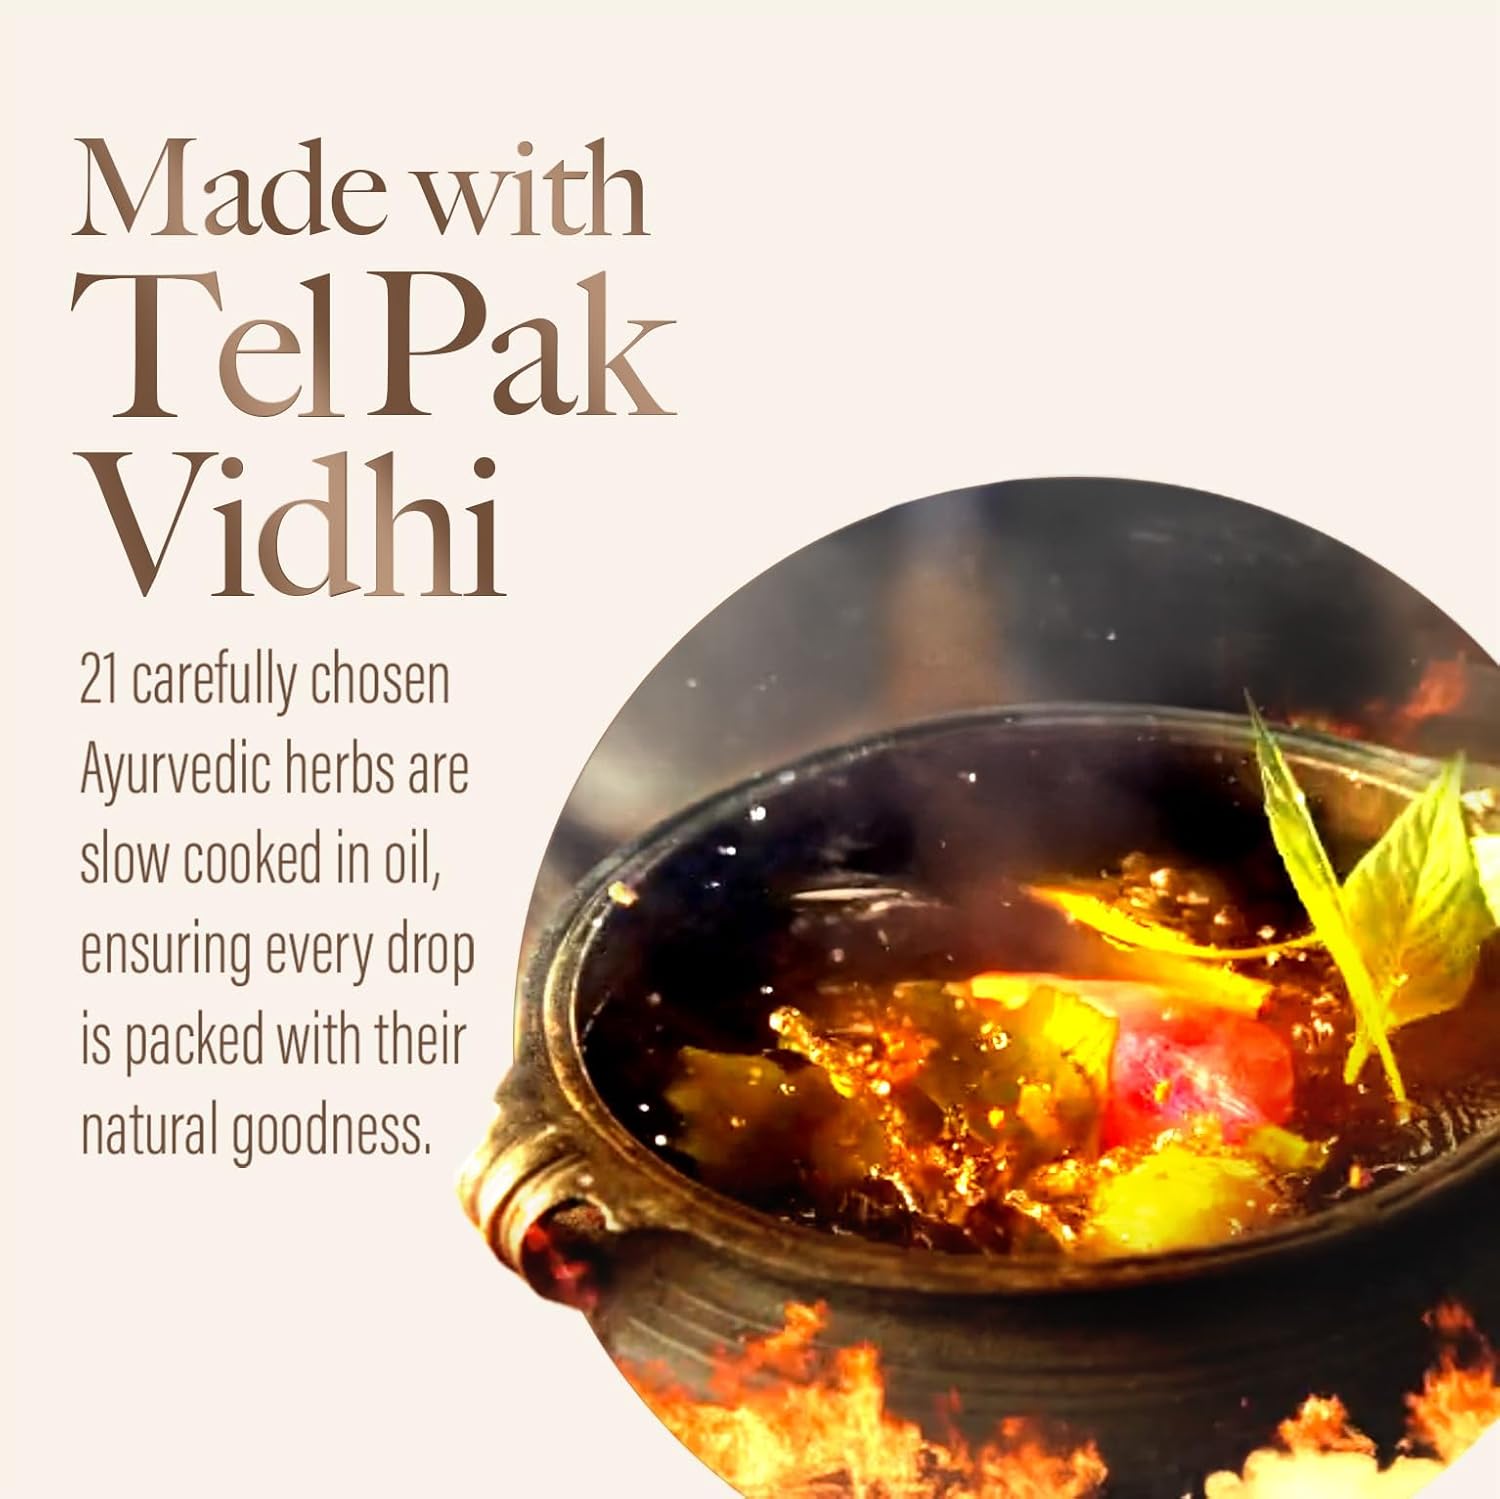 Made with
Tel Pak
Vidhi
21 carefully chosen
Ayurvedic herbs are
slow cooked in oil,
ensuring every drop
is packed with their
natural goodness.